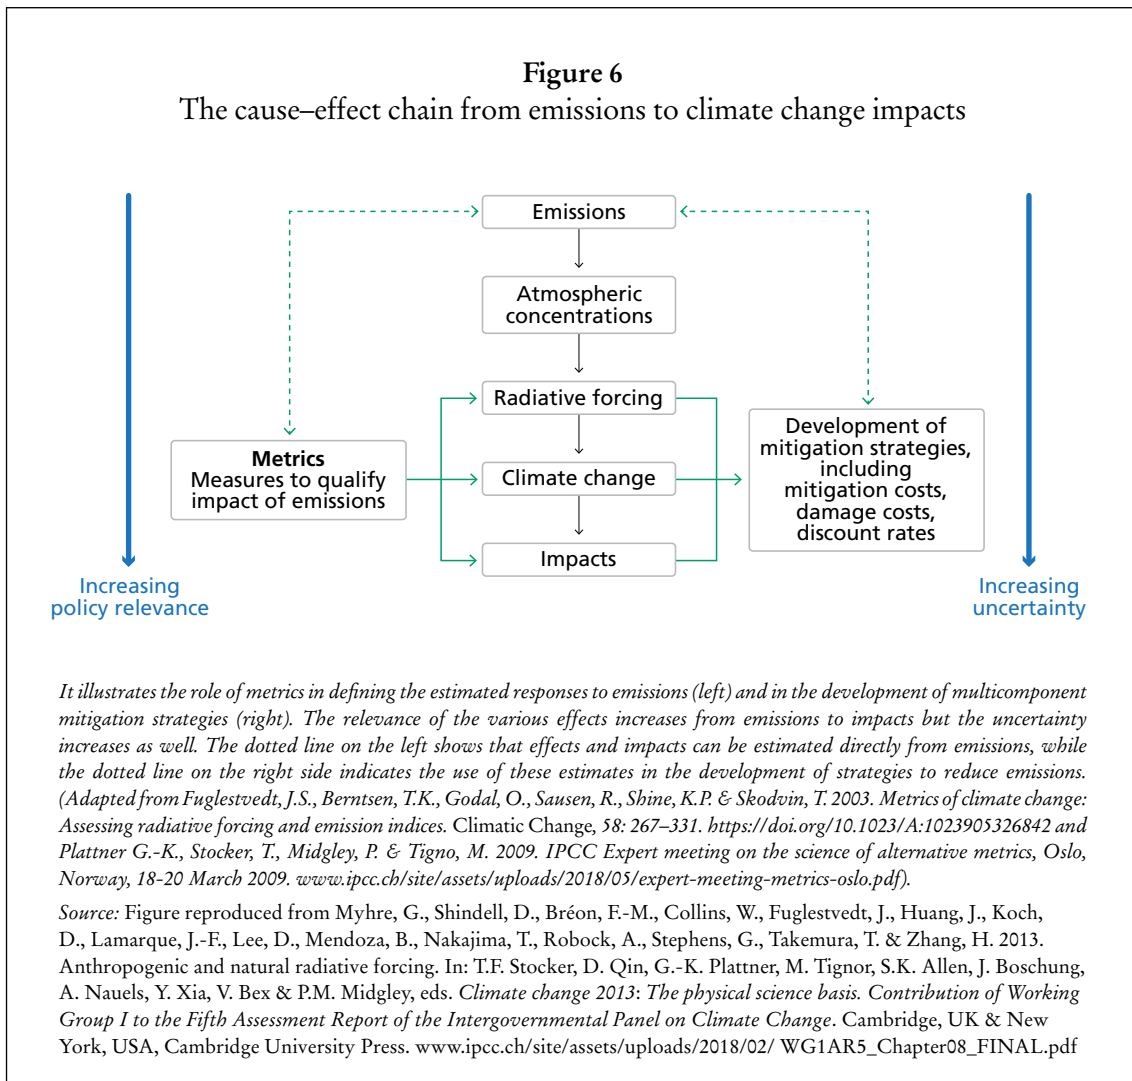 Figure 6
The cause–effect chain from emissions to climate change impacts
Emissions
Atmospheric
concentrations
Radiative forcing
Metrics
Measures to qualify
impact of emissions
Climate change
Impacts
Development of
mitigation strategies,
including
mitigation costs,
damage costs,
discount rates
Increasing
policy relevance
Increasing
uncertainty
It illustrates the role of metrics in defining the estimated responses to emissions (left) and in the development of multicomponent
mitigation strategies (right). The relevance of the various effects increases from emissions to impacts but the uncertainty
increases as well. The dotted line on the left shows that effects and impacts can be estimated directly from emissions, while
the dotted line on the right side indicates the use of these estimates in the development of strategies to reduce emissions.
(Adapted from Fuglestvedt, J.S., Berntsen, T.K., Godal, O., Sausen, R., Shine, K.P. & Skodvin, T. 2003. Metrics of climate change:
Assessing radiative forcing and emission indices. Climatic Change, 58: 267–331. https://doi.org/10.1023/A:1023905326842 and
Plattner G.-K., Stocker, T., Midgley, P. & Tigno, M. 2009. IPCC Expert meeting on the science of alternative metrics, Oslo,
Norway, 18-20 March 2009. www.ipcc.ch/site/assets/uploads/2018/05/expert-meeting-metrics-oslo.pdf).
Source: Figure reproduced from Myhre, G., Shindell, D., Bréon, F.-M., Collins, W., Fuglestvedt, J., Huang, J., Koch,
D., Lamarque, J.-F., Lee, D., Mendoza, B., Nakajima, T., Robock, A., Stephens, G., Takemura, T. & Zhang, H. 2013.
Anthropogenic and natural radiative forcing. In: T.F. Stocker, D. Qin, G.-K. Plattner, M. Tignor, S.K. Allen, J. Boschung,
A. Nauels, Y. Xia, V. Bex & P.M. Midgley, eds. Climate change 2013: The physical science basis. Contribution of Working
Group I to the Fifth Assessment Report of the Intergovernmental Panel on Climate Change. Cambridge, UK & New
York, USA, Cambridge University Press. www.ipcc.ch/site/assets/uploads/2018/02/ WG1AR5_Chapter08_FINAL.pdf